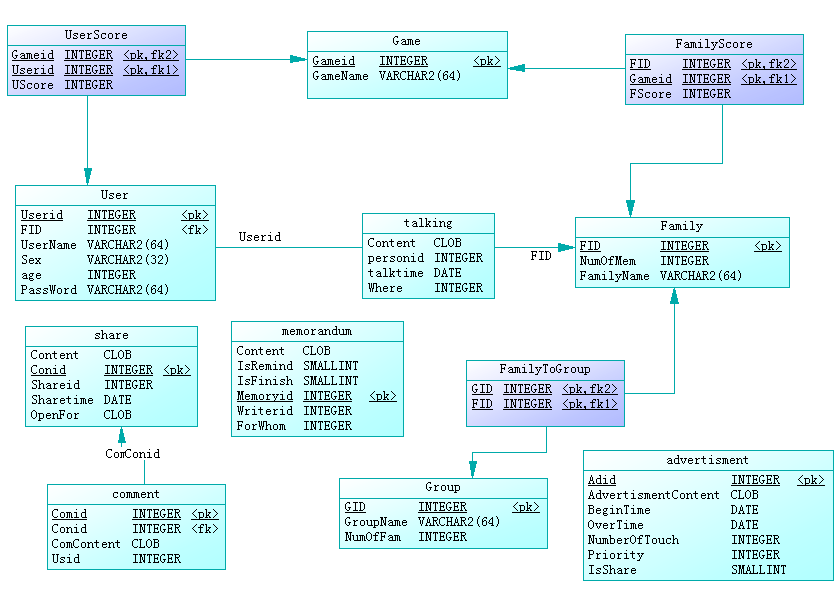 UserScore
Gameid INTEGER <pk,fk2>
Userid INTEGER <pk,fk1>
UScore INTEGER
Game
Gameid INTEGER <pk>
GameName VARCHAR2(64)
FamilyScore
FID INTEGER <pk,fk2>
Gameid INTEGER <pk,fk1>
FScore INTEGER
User
Userid INTEGER <pk>
FID INTEGER <fk>
UserName VARCHAR2(64)
Sex VARCHAR2(32)
age INTEGER
PassWord VARCHAR2(64)
Userid
talking
Content CLOB
personid INTEGER
talktime DATE
Where INTEGER
FID
Family
FID INTEGER <pk>
NumOfMem INTEGER
FamilyName VARCHAR2(64)
share
Content CLOB
Conid INTEGER <pk>
Shareid INTEGER
Sharetime DATE
OpenFor CLOB
memorandum
Content CLOB
IsRemind SMALLINT
IsFinish SMALLINT
Memoryid INTEGER <pk>
Writerid INTEGER
ForWhom INTEGER
FamilyToGroup
GID INTEGER <pk,fk2>
FID INTEGER <pk,fk1>
ComConid
comment
Comid INTEGER <pk>
Conid INTEGER <fk>
ComContent CLOB
Usid INTEGER
Group
GID INTEGER <pk>
GroupName VARCHAR2(64)
NumOfFam INTEGER
advertisment
Adid INTEGER <pk>
AdvertismentContent CLOB
BeginTime DATE
OverTime DATE
NumberOfTouch INTEGER
Priority INTEGER
IsShare SMALLINT